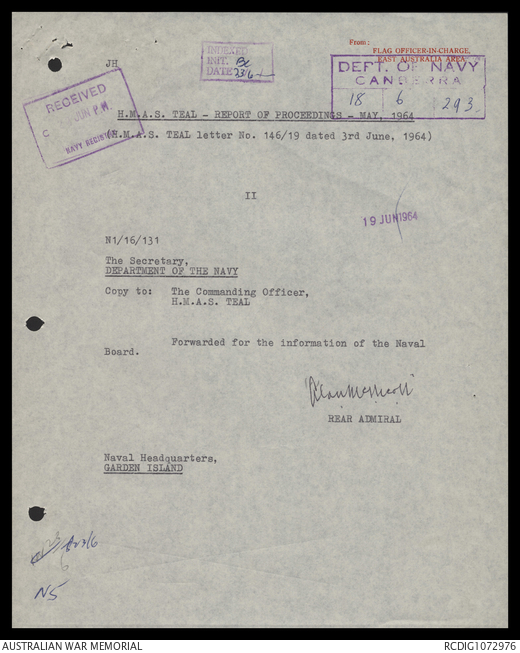 From:
FLAG OFFICER-IN-CHARGE,
EAST AUSTRALIA AREA
JH
INDEXED
INIT. BC
DATE 23/6
DEPT. OF NAVY
CANBERRA
18 6 293
RECEIVED
JUN P.M.
NAVY REGISTRY
H.M.A.S. TEAL - REPORT OF PROCEEDINGS - MAY, 1964
(H.M.A.S. TEAL letter No. 146/19 dated 3rd June, 1964)
II
19 JUN 1964
N1/16/131
The Secretary,
DEPARTMENT OF THE NAVY
Copy to: The Commanding Officer,
H.M.A.S. TEAL
Forwarded for the information of the Naval
Board.
REAR ADMIRAL
Naval Headquarters,
GARDEN ISLAND
N5
AUSTRALIAN WAR MEMORIAL
RCDIG1072976